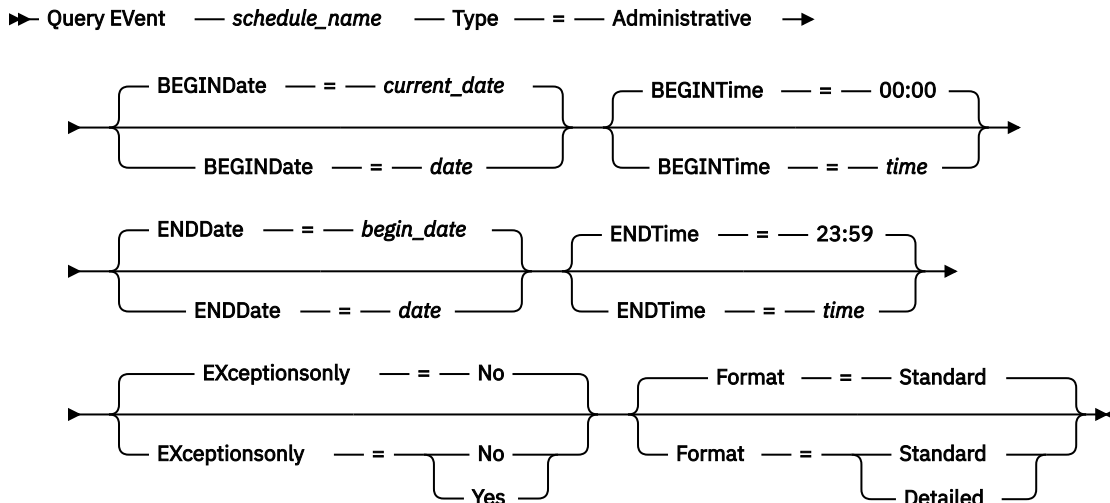 Query EVent schedule_name Type = Administrative
BEGINDate = current_date BEGINTime = 00:00
BEGINDate = date BEGINTime = time
ENDDate = begin_date ENDTime = 23:59
ENDDate = date ENDTime = time
EXceptionsonly = No Format = Standard
EXceptionsonly = No Format = Standard
Yes Detailed